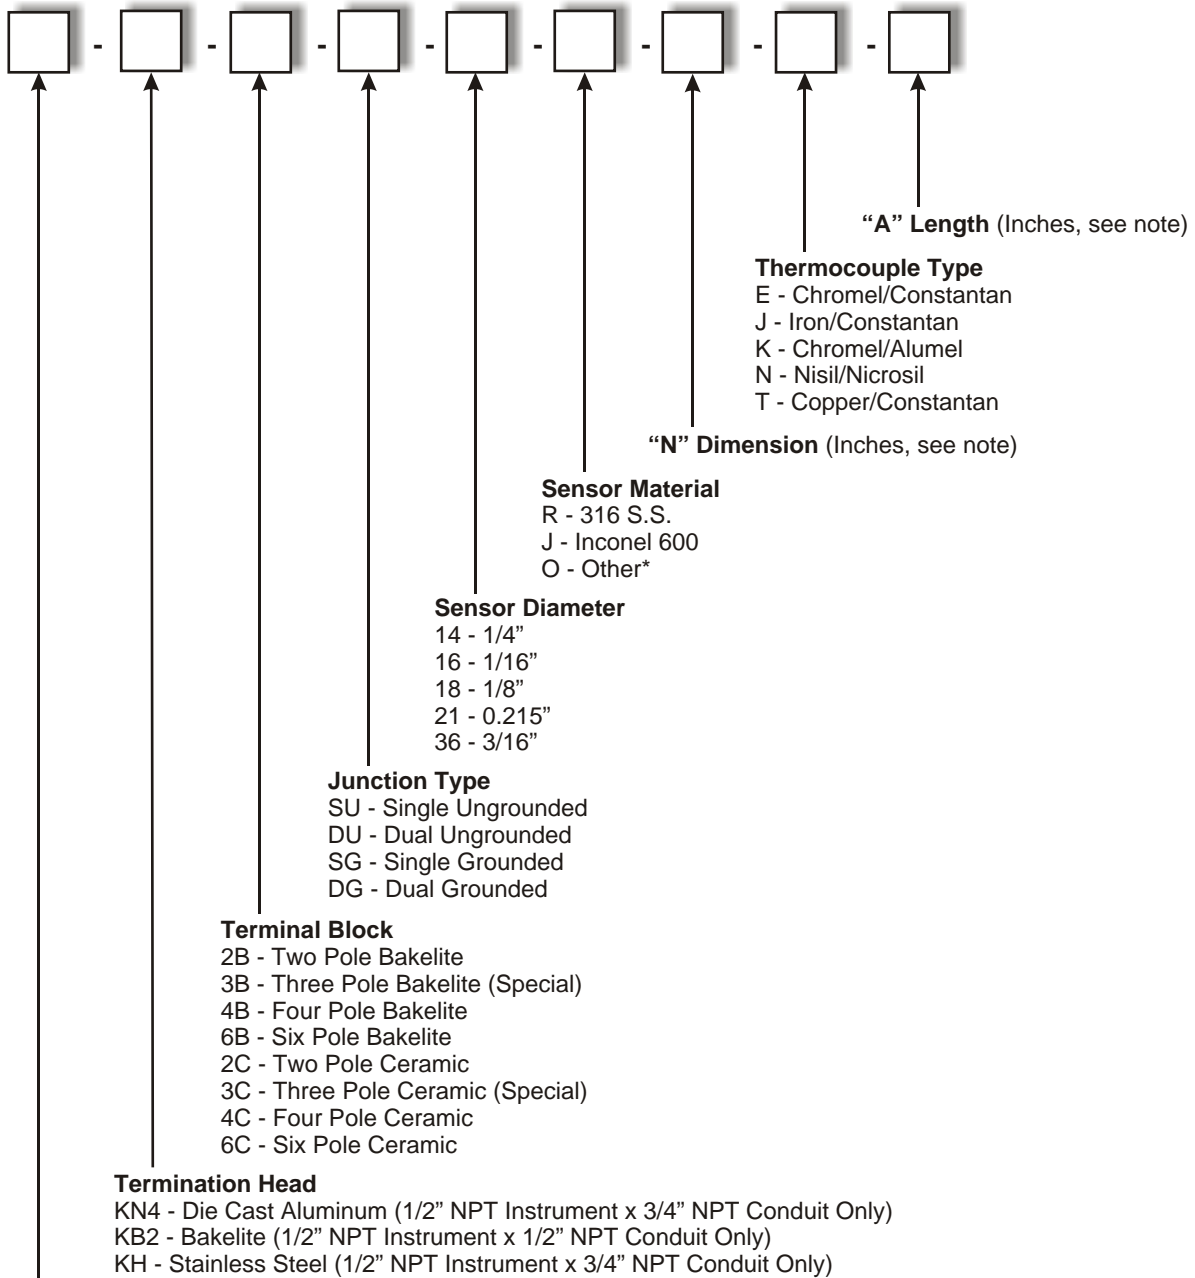 - - - - - - - -
“A” Length (Inches, see note)
Thermocouple Type
E - Chromel/Constantan
J - Iron/Constantan
K - Chromel/Alumel
N - Nisil/Nicrosil
T - Copper/Constantan
“N” Dimension (Inches, see note)
Sensor Material
R - 316 S.S.
J - Inconel 600
O - Other*
Sensor Diameter
14 - 1/4”
16 - 1/16”
18 - 1/8”
21 - 0.215”
36 - 3/16”
Junction Type
SU - Single Ungrounded
DU - Dual Ungrounded
SG - Single Grounded
DG - Dual Grounded
Terminal Block
2B - Two Pole Bakelite
3B - Three Pole Bakelite (Special)
4B - Four Pole Bakelite
6B - Six Pole Bakelite
2C - Two Pole Ceramic
3C - Three Pole Ceramic (Special)
4C - Four Pole Ceramic
6C - Six Pole Ceramic
Termination Head
KN4 - Die Cast Aluminum (1/2” NPT Instrument x 3/4” NPT Conduit Only)
KB2 - Bakelite (1/2” NPT Instrument x 1/2” NPT Conduit Only)
KH - Stainless Steel (1/2” NPT Instrument x 3/4” NPT Conduit Only)